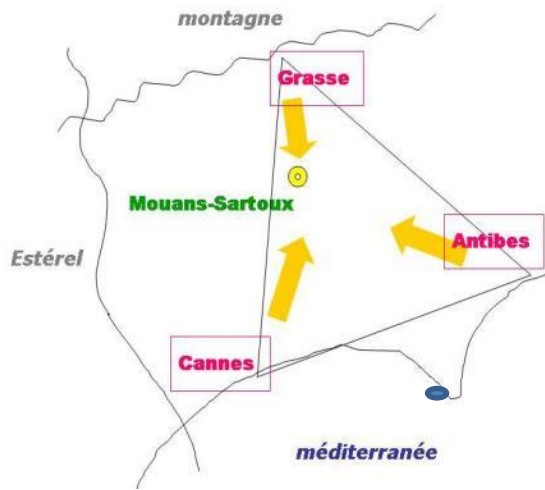 montagne
Grasse
Mouans-Sartoux
Antibes
Estérel
Cannes
méditerranée